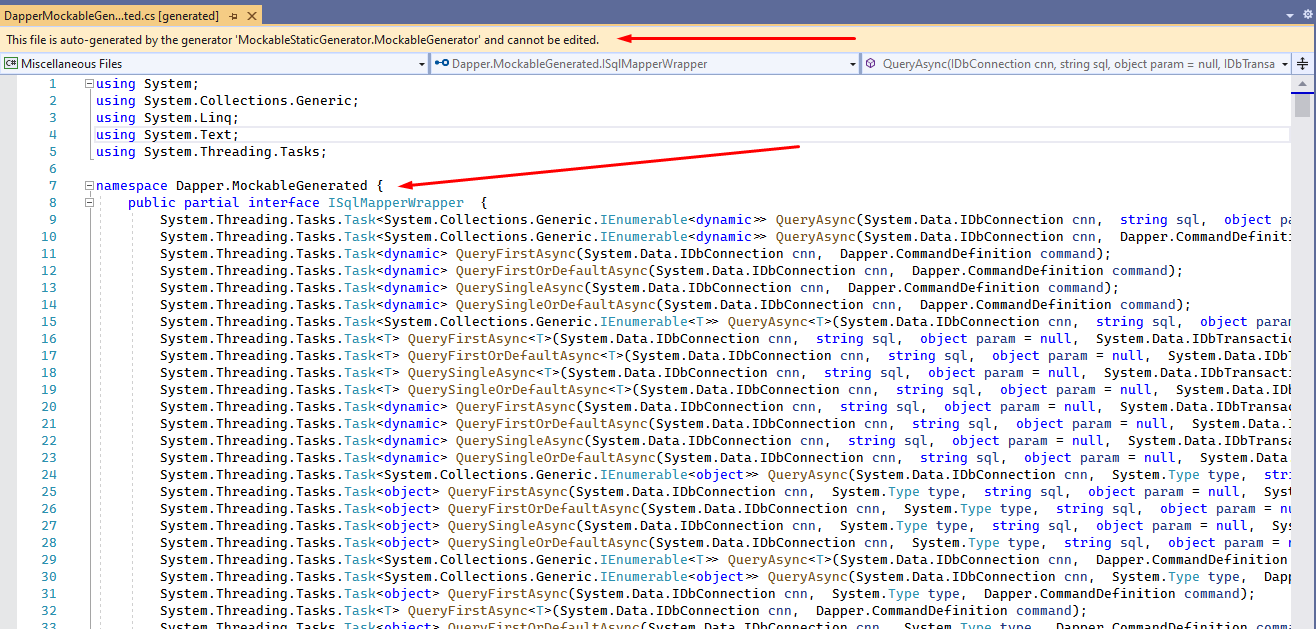 DapperMockableGen...ted.cs [generated]
This file is auto-generated by the generator 'MockableStaticGenerator.MockableGenerator' and cannot be edited.
C# Miscellaneous Files
Dapper.MockableGenerated.ISqlMapperWrapper
QueryAsync(IDbConnection cnn, string sql, object param = null, IDbTransa
1 using System;
2 using System.Collections.Generic;
3 using System.Linq;
4 using System.Text;
5 using System.Threading.Tasks;
6
7 namespace Dapper.MockableGenerated {
8 public partial interface ISqlMapperWrapper {
9 System.Threading.Tasks.Task<System.Collections.Generic.IEnumerable<dynamic>> QueryAsync(System.Data.IDbConnection cnn, string sql, object pa
10 System.Threading.Tasks.Task<System.Collections.Generic.IEnumerable<dynamic>> QueryAsync(System.Data.IDbConnection cnn, Dapper.CommandDefiniti
11 System.Threading.Tasks.Task<dynamic> QueryFirstAsync(System.Data.IDbConnection cnn, Dapper.CommandDefinition command);
12 System.Threading.Tasks.Task<dynamic> QueryFirstOrDefaultAsync(System.Data.IDbConnection cnn, Dapper.CommandDefinition command);
13 System.Threading.Tasks.Task<dynamic> QuerySingleAsync(System.Data.IDbConnection cnn, Dapper.CommandDefinition command);
14 System.Threading.Tasks.Task<dynamic> QuerySingleOrDefaultAsync(System.Data.IDbConnection cnn, Dapper.CommandDefinition command);
15 System.Threading.Tasks.Task<System.Collections.Generic.IEnumerable<T>> QueryAsync<T>(System.Data.IDbConnection cnn, string sql, object param
16 System.Threading.Tasks.Task<T> QueryFirstAsync<T>(System.Data.IDbConnection cnn, string sql, object param = null, System.Data.IDbTransactio
17 System.Threading.Tasks.Task<T> QueryFirstOrDefaultAsync<T>(System.Data.IDbConnection cnn, string sql, object param = null, System.Data.IDbT
18 System.Threading.Tasks.Task<T> QuerySingleAsync<T>(System.Data.IDbConnection cnn, string sql, object param = null, System.Data.IDbTransacti
19 System.Threading.Tasks.Task<T> QuerySingleOrDefaultAsync<T>(System.Data.IDbConnection cnn, string sql, object param = null, System.Data.IDb
20 System.Threading.Tasks.Task<dynamic> QueryFirstAsync(System.Data.IDbConnection cnn, string sql, object param = null, System.Data.IDbTransac
21 System.Threading.Tasks.Task<dynamic> QueryFirstOrDefaultAsync(System.Data.IDbConnection cnn, string sql, object param = null, System.Data.I
22 System.Threading.Tasks.Task<dynamic> QuerySingleAsync(System.Data.IDbConnection cnn, string sql, object param = null, System.Data.IDbTransa
23 System.Threading.Tasks.Task<dynamic> QuerySingleOrDefaultAsync(System.Data.IDbConnection cnn, string sql, object param = null, System.Data
24 System.Threading.Tasks.Task<System.Collections.Generic.IEnumerable<object>> QueryAsync(System.Data.IDbConnection cnn, System.Type type, stri
25 System.Threading.Tasks.Task<object> QueryFirstAsync(System.Data.IDbConnection cnn, System.Type type, string sql, object param = null, Syst
26 System.Threading.Tasks.Task<object> QueryFirstOrDefaultAsync(System.Data.IDbConnection cnn, System.Type type, string sql, object param = nu
27 System.Threading.Tasks.Task<object> QuerySingleAsync(System.Data.IDbConnection cnn, System.Type type, string sql, object param = null, Sys
28 System.Threading.Tasks.Task<object> QuerySingleOrDefaultAsync(System.Data.IDbConnection cnn, System.Type type, string sql, object param = n
29 System.Threading.Tasks.Task<System.Collections.Generic.IEnumerable<T>> QueryAsync<T>(System.Data.IDbConnection cnn, Dapper.CommandDefinition
30 System.Threading.Tasks.Task<System.Collections.Generic.IEnumerable<object>> QueryAsync(System.Data.IDbConnection cnn, System.Type type, Dapp
31 System.Threading.Tasks.Task<object> QueryFirstAsync(System.Data.IDbConnection cnn, System.Type type, Dapper.CommandDefinition command);
32 System.Threading.Tasks.Task<T> QueryFirstAsync<T>(System.Data.IDbConnection cnn, Dapper.CommandDefinition command);
33 System.Threading.Tasks.Task<object> QueryFirstOrDefaultAsync(System.Data.IDbConnection cnn, System.Type type, Dapper.CommandDefinition comma